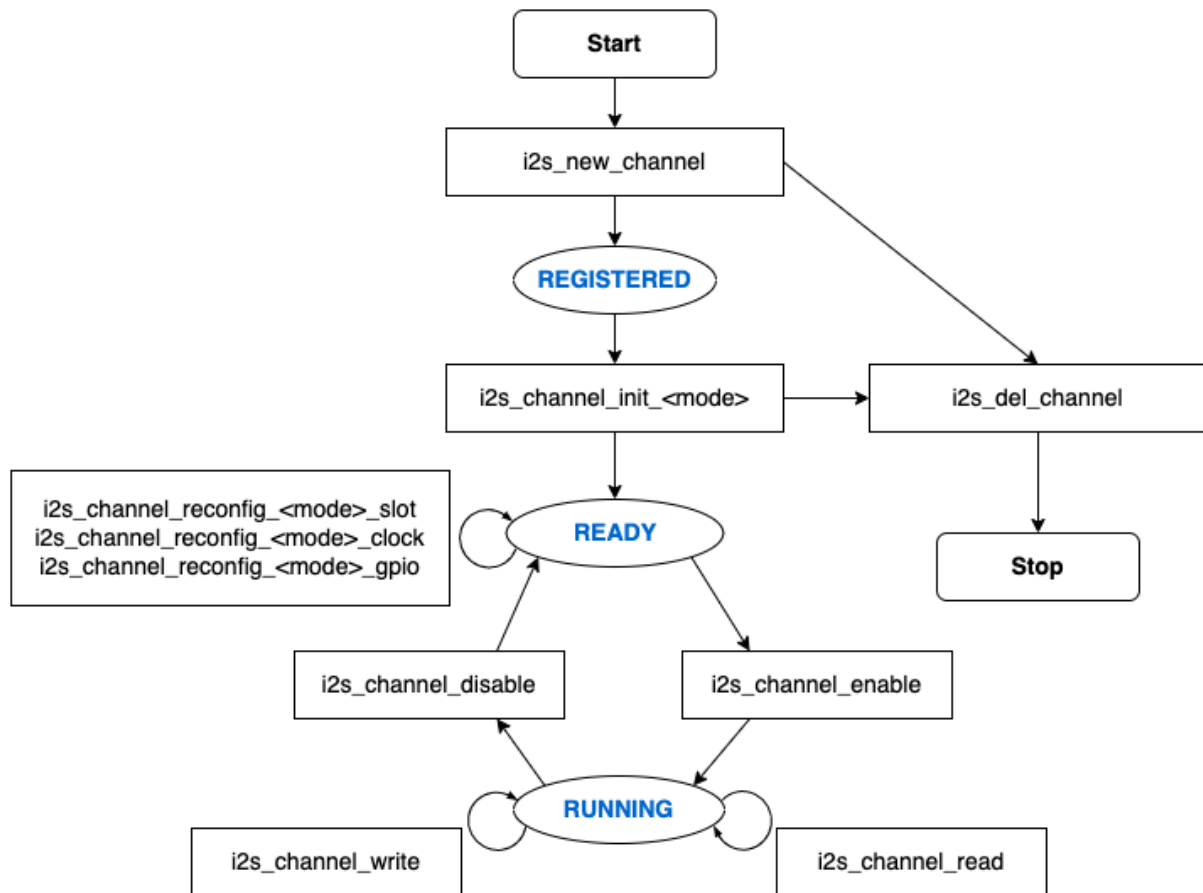 Start
i2s_new_channel
REGISTERED
i2s_channel_init_<mode>
i2s_del_channel
i2s_channel_reconfig_<mode>_slot
i2s_channel_reconfig_<mode>_clock
i2s_channel_reconfig_<mode>_gpio
READY
Stop
i2s_channel_disable
i2s_channel_enable
RUNNING
i2s_channel_write
i2s_channel_read